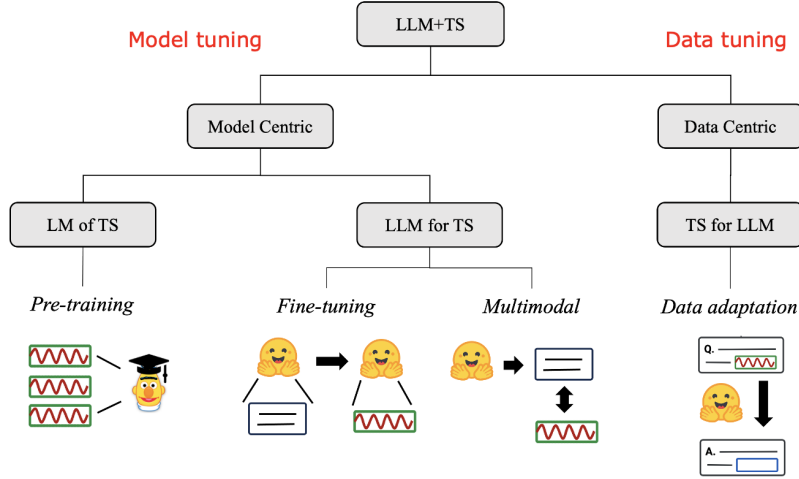 LLM+TS
Model tuning
Data tuning
Model Centric
Data Centric
LM of TS
LLM for TS
TS for LLM
Pre-training
Fine-tuning
Multimodal
Data adaptation
Q.
A.